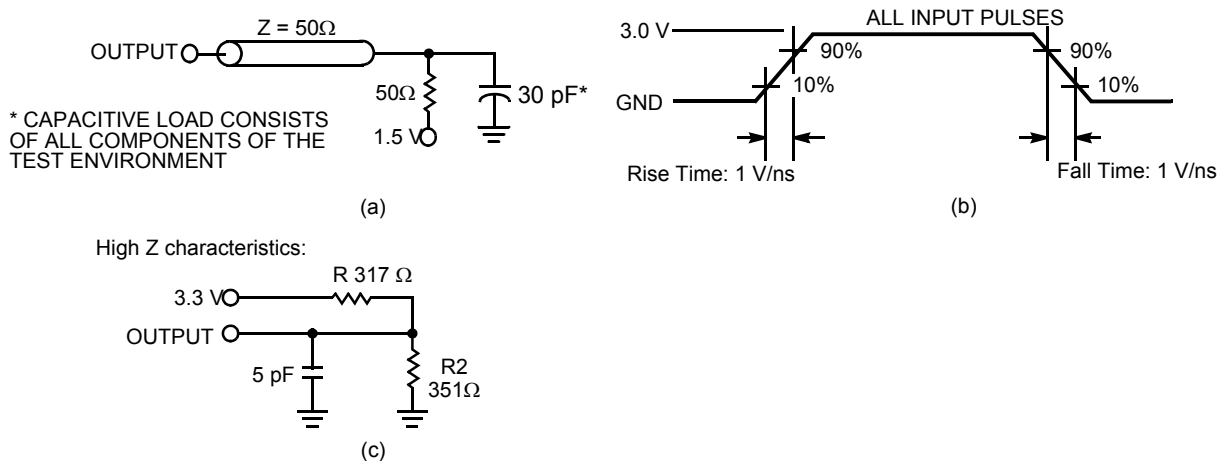 Z = 50Ω
OUTPUT
50Ω
30 pF*
1.5 V
* CAPACITIVE LOAD CONSISTS
OF ALL COMPONENTS OF THE
TEST ENVIRONMENT
(a)
ALL INPUT PULSES
3.0 V
90%
90%
10%
10%
GND
Rise Time: 1 V/ns
Fall Time: 1 V/ns
(b)
High Z characteristics:
R 317 Ω
3.3 V
OUTPUT
5 pF
R2
351Ω
(c)